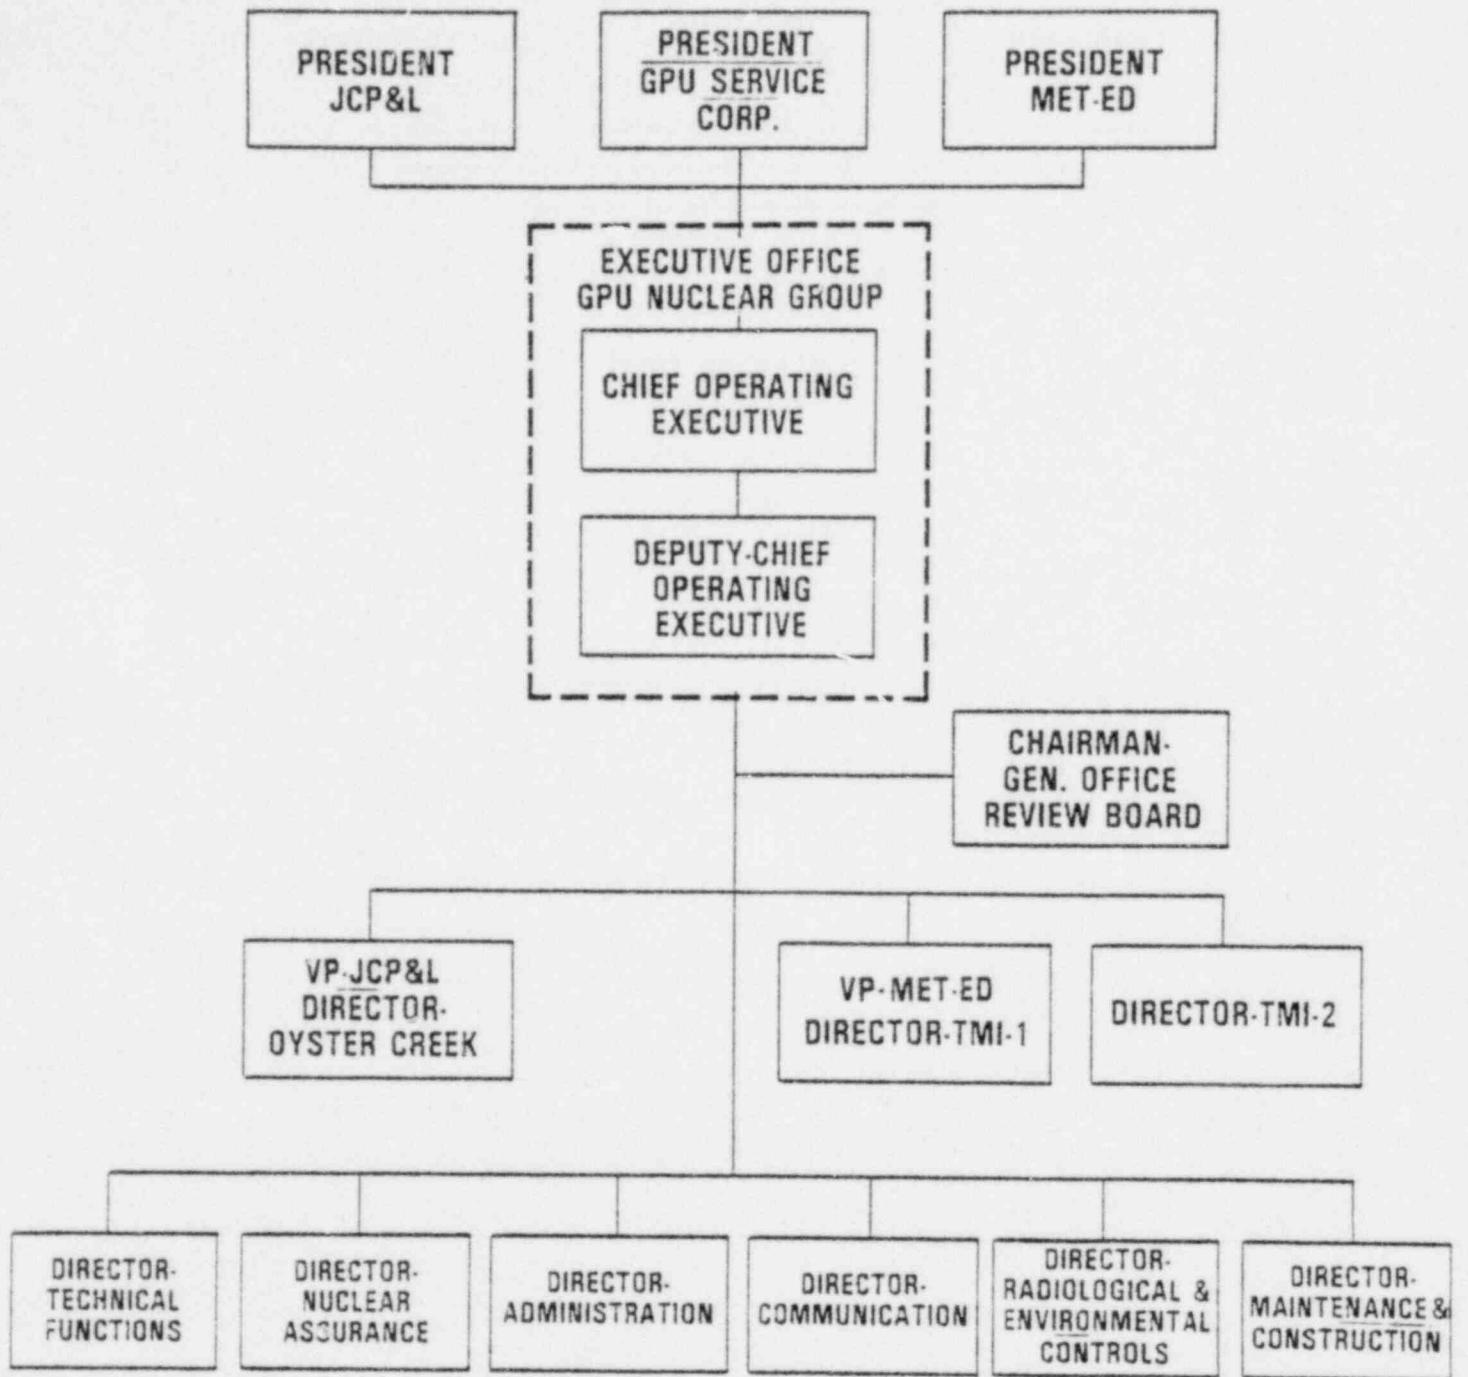 PRESIDENT
JCP&L
PRESIDENT
GPU SERVICE
CORP.
PRESIDENT
MET-ED
EXECUTIVE OFFICE
GPU NUCLEAR GROUP
CHIEF OPERATING
EXECUTIVE
DEPUTY-CHIEF
OPERATING
EXECUTIVE
CHAIRMAN-
GEN. OFFICE
REVIEW BOARD
VP-JCP&L
DIRECTOR-
OYSTER CREEK
VP-MET-ED
DIRECTOR-TMI-1
DIRECTOR-TMI-2
DIRECTOR-
TECHNICAL
FUNCTIONS
DIRECTOR-
NUCLEAR
ASSURANCE
DIRECTOR-
ADMINISTRATION
DIRECTOR-
COMMUNICATION
DIRECTOR-
RADIOLOGICAL &
ENVIRONMENTAL
CONTROLS
DIRECTOR-
MAINTENANCE &
CONSTRUCTION